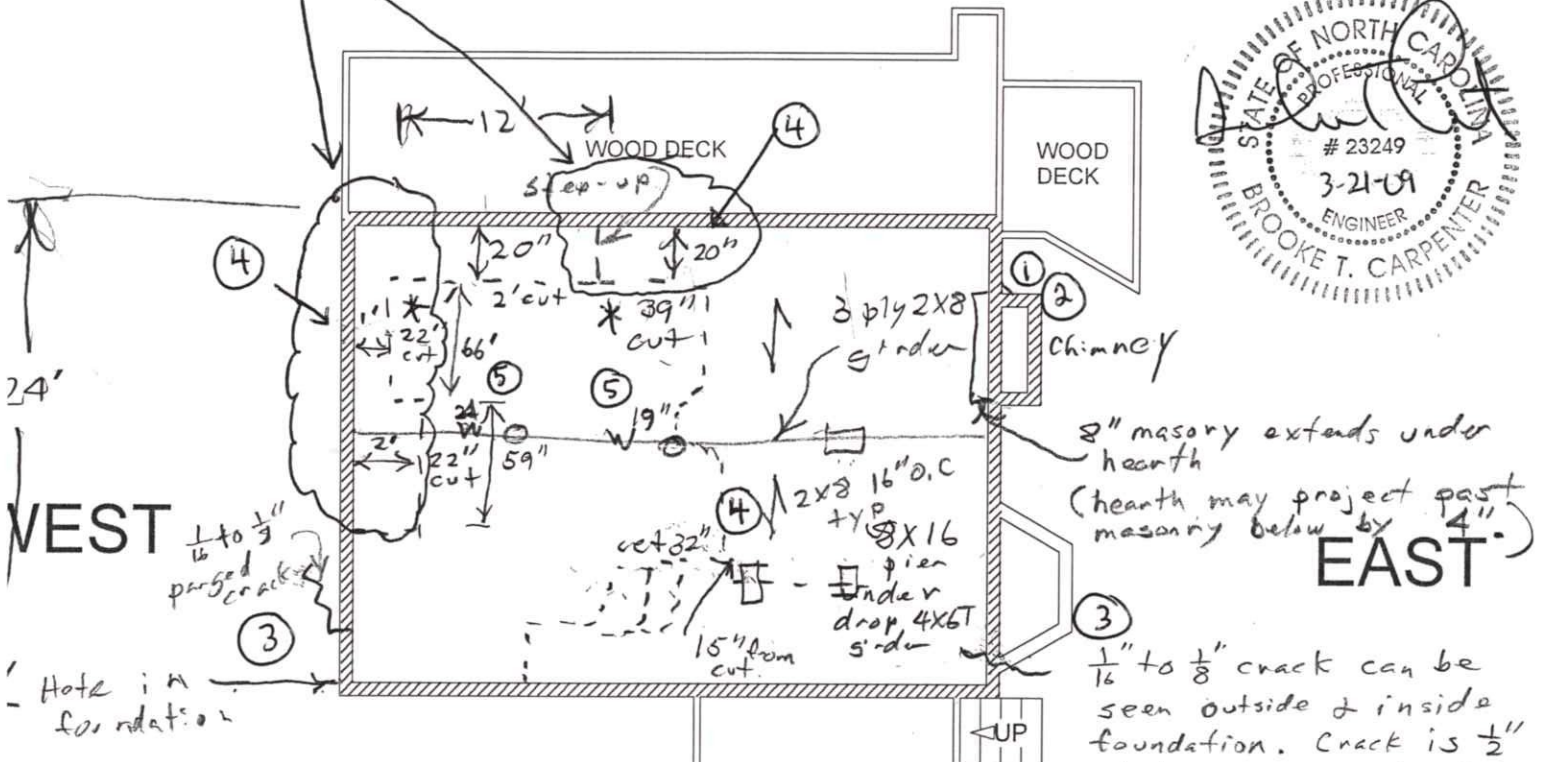 12'
WOOD DECK
④
step-up
WOOD
DECK
STATE OF NORTH CAROLINA
PROFESSIONAL
# 23249
3-21-09
ENGINEER
BROOKE T. CARPENTER
20"
20"
④
①
②
2' cut
* 39"
cut
1'
*
22"
cut
66"
3 ply 2X8
girder
chimney
24'
⑤
⑤
24
19"
2'
22"
cut
59"
8" masory extends under
hearth
(hearth may project past
masonry below by 4".)
WEST
EAST
2X8 16" O.C
typ
④
1/16 to 1/8"
parged
crack
cut 32"
8X16
pier
under
drop 4X6T
girder
15" from
cut.
③
③
Hole in
foundation
1/16" to 1/8" crack can be
seen outside & inside
foundation. Crack is 1/2"
UP